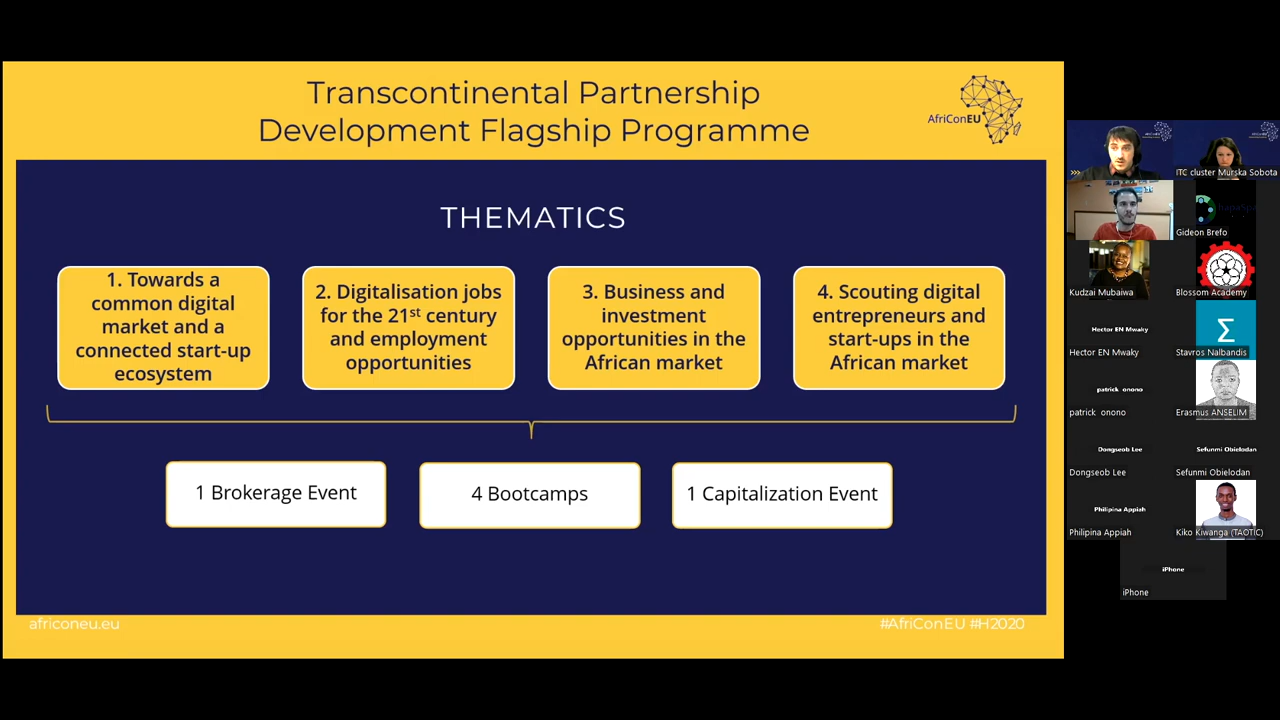 Transcontinental Partnership
Development Flagship Programme
AfriConEU
THEMATICS
1. Towards a
common digital
market and a
connected start-up
ecosystem
2. Digitalisation jobs
for the 21st century
and employment
opportunities
3. Business and
investment
opportunities in the
African market
4. Scouting digital
entrepreneurs and
start-ups in the
African market
1 Brokerage Event
4 Bootcamps
1 Capitalization Event
africoneu.eu
#AfriConEU #H2020
ITC cluster Murska Sobota
Gideon Brefo
Kudzai Mubaiwa
Blossom Academy
Hector EN Mwaky
Hector EN Mwaky
Σ
Stavros Nalbandis
patrick onono
patrick onono
Erasmus ANSELIM
Dongseob Lee
Dongseob Lee
Sefunmi Obielodan
Sefunmi Obielodan
Philipina Appiah
Philipina Appiah
Kiko Kiwanga (TAOTIC)
iPhone
iPhone